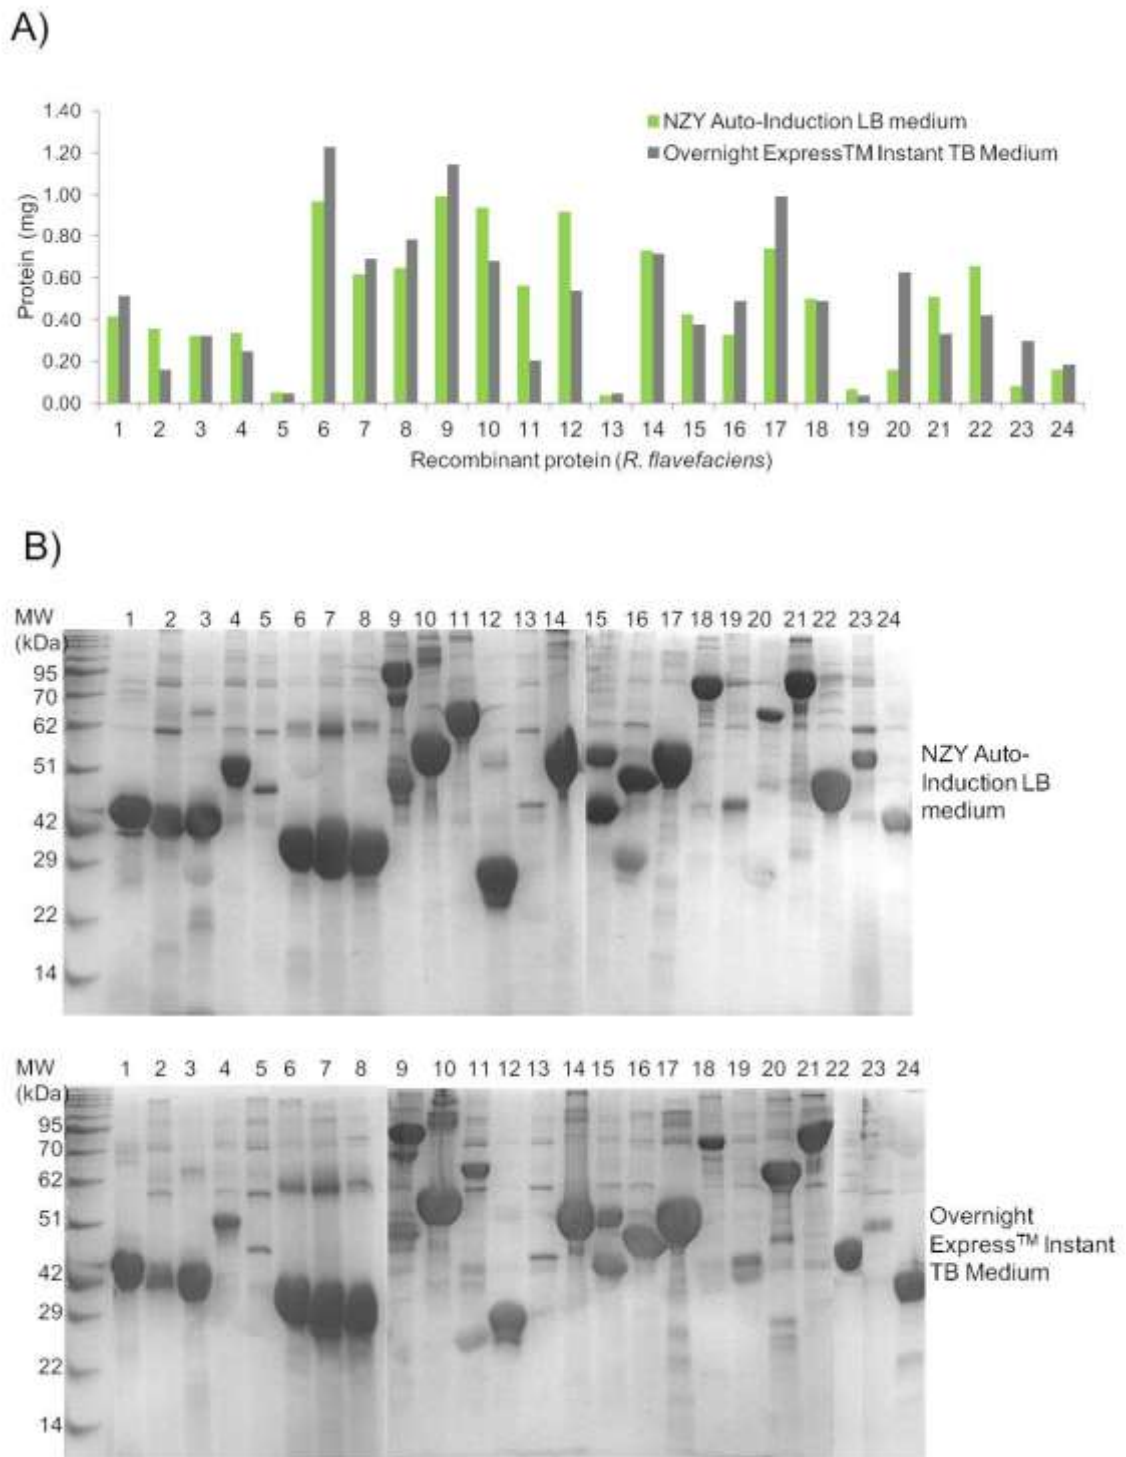 A)
1.40
1.20
1.00
0.80
0.60
0.40
0.20
0.00
Protein (mg)
NZY Auto-Induction LB medium
Overnight ExpressTM Instant TB Medium
1 2 3 4 5 6 7 8 9 10 11 12 13 14 15 16 17 18 19 20 21 22 23 24
Recombinant protein (R. flavefaciens)
B)
MW 1 2 3 4 5 6 7 8 9 10 11 12 13 14 15 16 17 18 19 20 21 22 23 24
(kDa)
95
70
62
51
42
29
22
14
NZY Auto-
Induction LB
medium
MW 1 2 3 4 5 6 7 8 9 10 11 12 13 14 15 16 17 18 19 20 21 22 23 24
(kDa)
95
70
62
51
42
29
22
14
Overnight
Express™ Instant
TB Medium